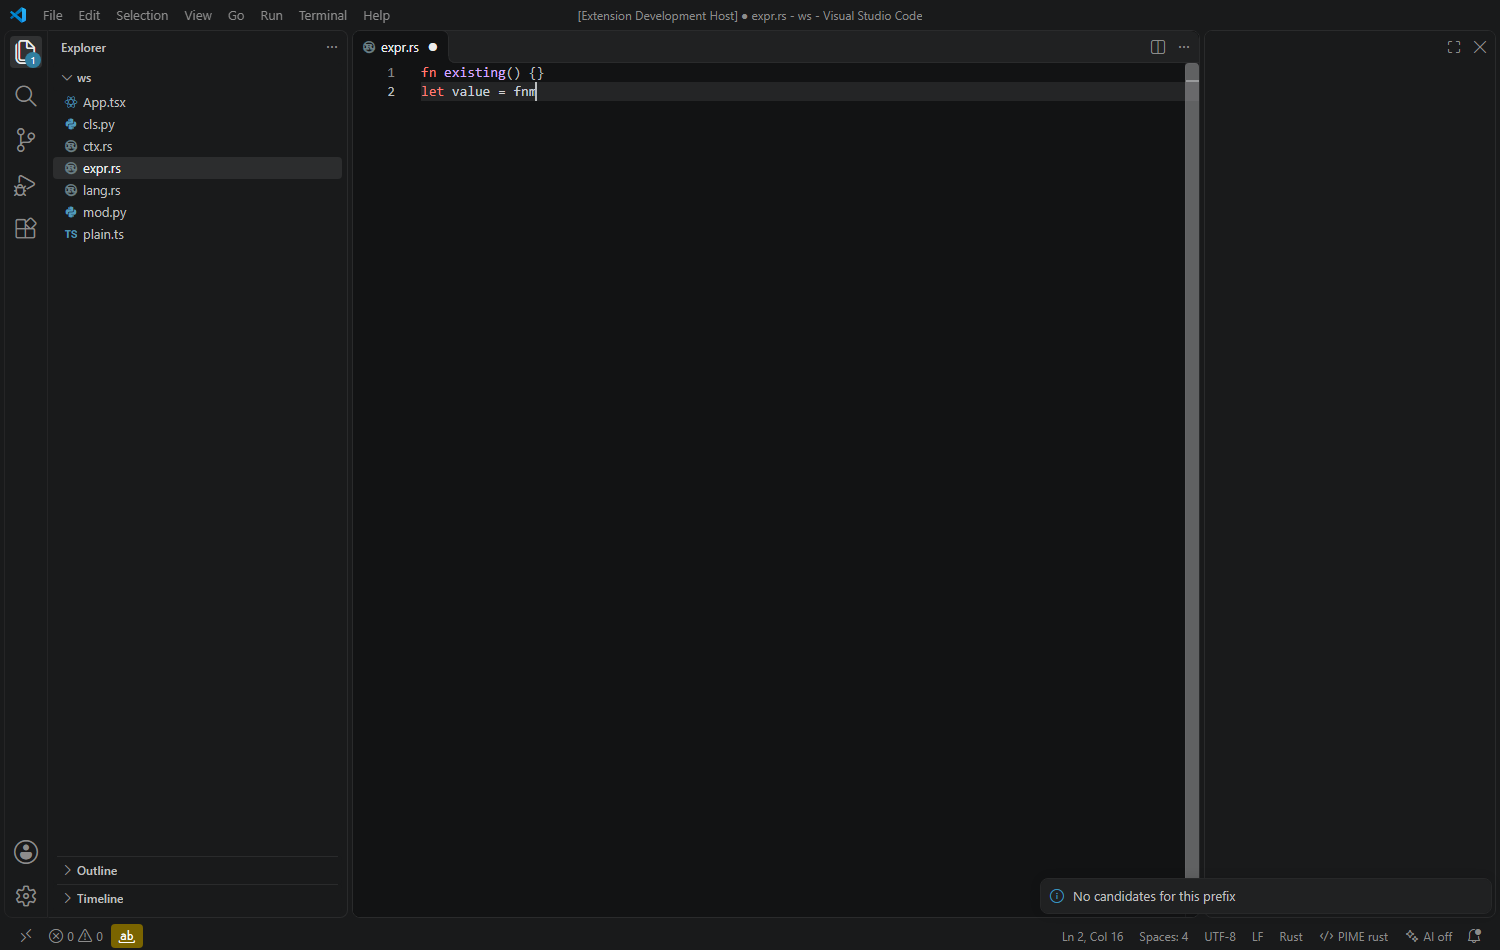 File Edit Selection View Go Run Terminal Help
[Extension Development Host] ● expr.rs - ws - Visual Studio Code
Explorer
ws
App.tsx
cls.py
ctx.rs
expr.rs
lang.rs
mod.py
TS plain.ts
Outline
Timeline
1
expr.rs
1 fn existing() {}
2 let value = fnm
No candidates for this prefix
0 0 ab
Ln 2, Col 16 Spaces: 4 UTF-8 LF Rust PIME rust AI off